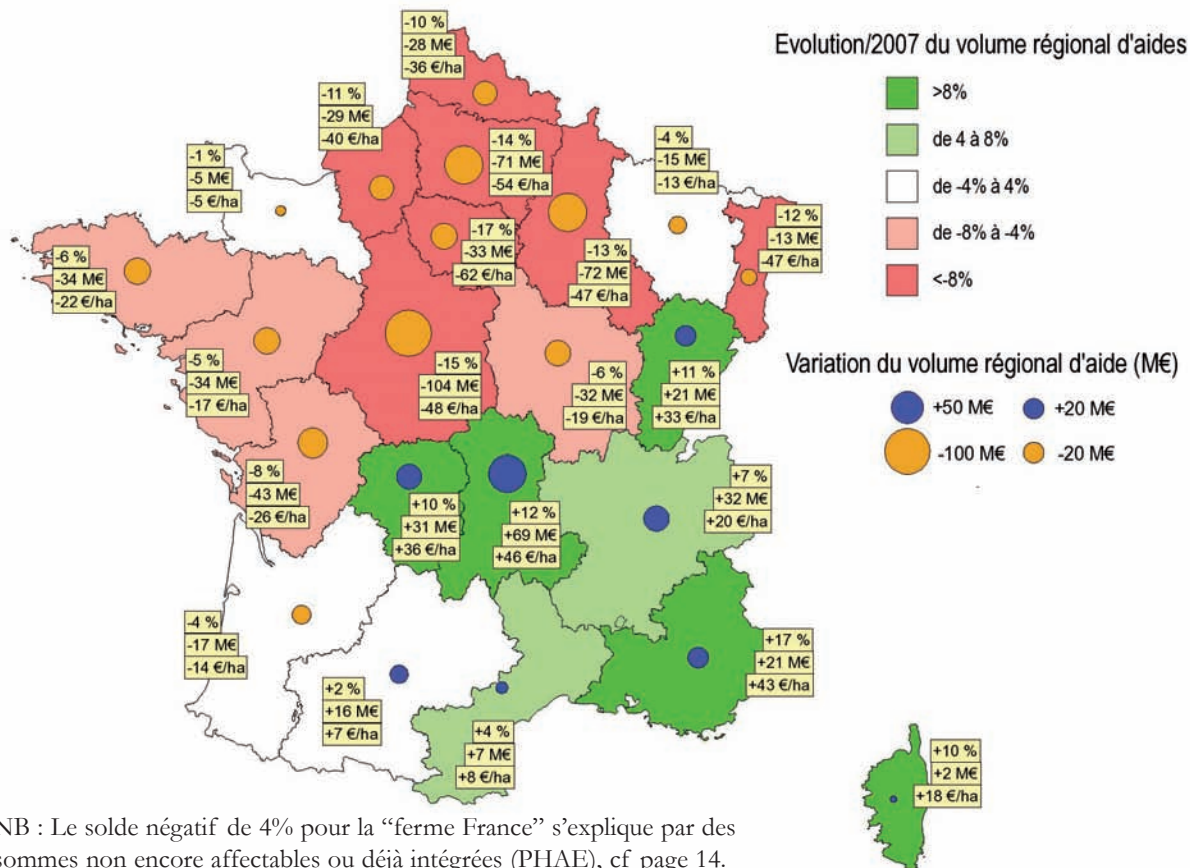 -10 %
-28 M€
-36 €/ha
Evolution/2007 du volume régional d'aides
>8%
de 4 à 8%
de -4% à 4%
de -8% à -4%
<-8%
-11 %
-29 M€
-40 €/ha
-14 %
-71 M€
-54 €/ha
-4 %
-15 M€
-13 €/ha
-1 %
-5 M€
-5 €/ha
-12 %
-13 M€
-47 €/ha
-17 %
-33 M€
-62 €/ha
-13 %
-72 M€
-47 €/ha
-6 %
-34 M€
-22 €/ha
Variation du volume régional d'aide (M€)
+50 M€
+20 M€
-100 M€
-20 M€
-5 %
-34 M€
-17 €/ha
-15 %
-104 M€
-48 €/ha
-6 %
-32 M€
-19 €/ha
+11 %
+21 M€
+33 €/ha
-8 %
-43 M€
-26 €/ha
+10 %
+31 M€
+36 €/ha
+12 %
+69 M€
+46 €/ha
+7 %
+32 M€
+20 €/ha
-4 %
-17 M€
-14 €/ha
+2 %
+16 M€
+7 €/ha
+4 %
+7 M€
+8 €/ha
+17 %
+21 M€
+43 €/ha
+10 %
+2 M€
+18 €/ha
NB : Le solde négatif de 4% pour la “ferme France” s’explique par des
sommes non encore affectables ou déjà intégrées (PHAE), cf page 14.